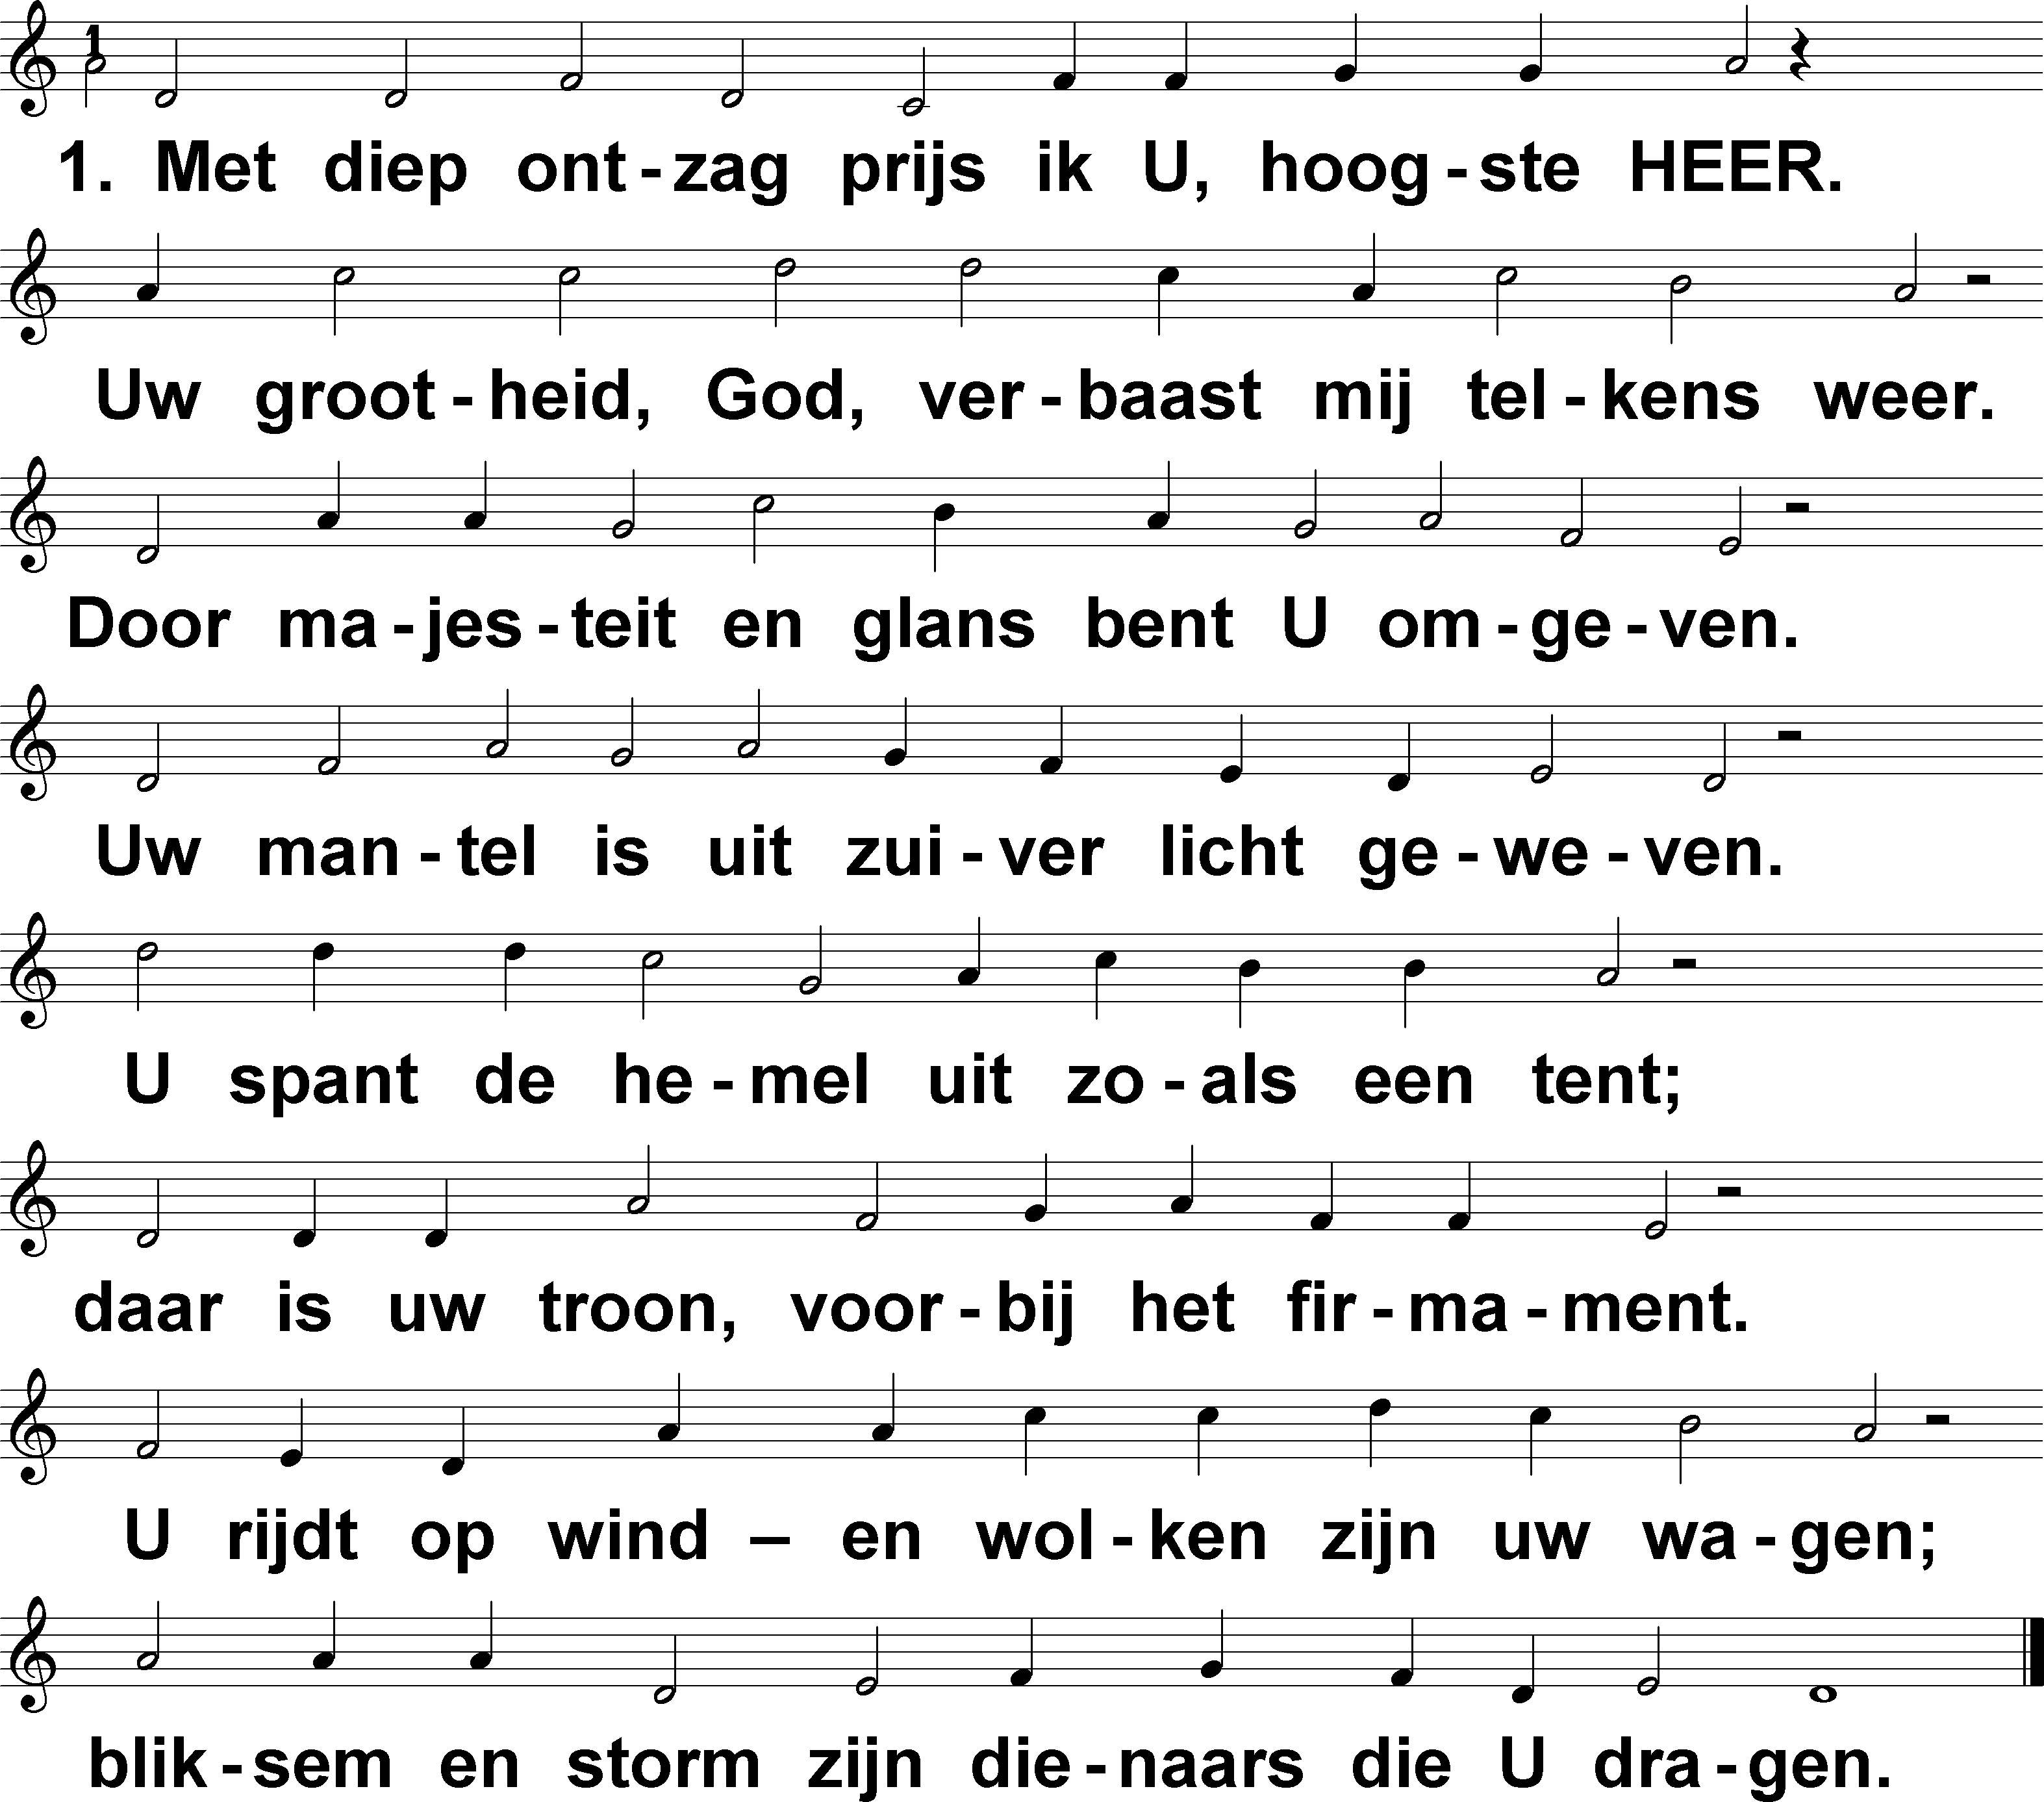 1
1. Met diep ont-zag prijs ik U, hoog-ste HEER.
Uw groot-heid, God, ver-baast mij tel-kens weer.
Door ma-jes-teit en glans bent U om-ge-ven.
Uw man-tel is uit zui-ver licht ge-we-ven.
U spant de he-mel uit zo-als een tent;
daar is uw troon, voor-bij het fir-ma-ment.
U rijdt op wind – en wol-ken zijn uw wa-gen;
blik-sem en storm zijn die-naars die U dra-gen.